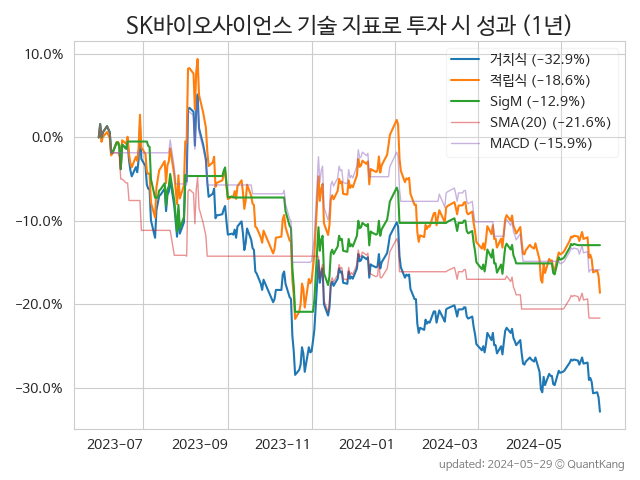 SK바이오사이언스 기술 지표로 투자 시 성과 (1년)
10.0%
0.0%
−10.0%
−20.0%
−30.0%
거치식 (−32.9%)
적립식 (−18.6%)
SigM (−12.9%)
SMA(20) (−21.6%)
MACD (−15.9%)
2023-07
2023-09
2023-11
2024-01
2024-03
2024-05
updated: 2024-05-29 © QuantKang